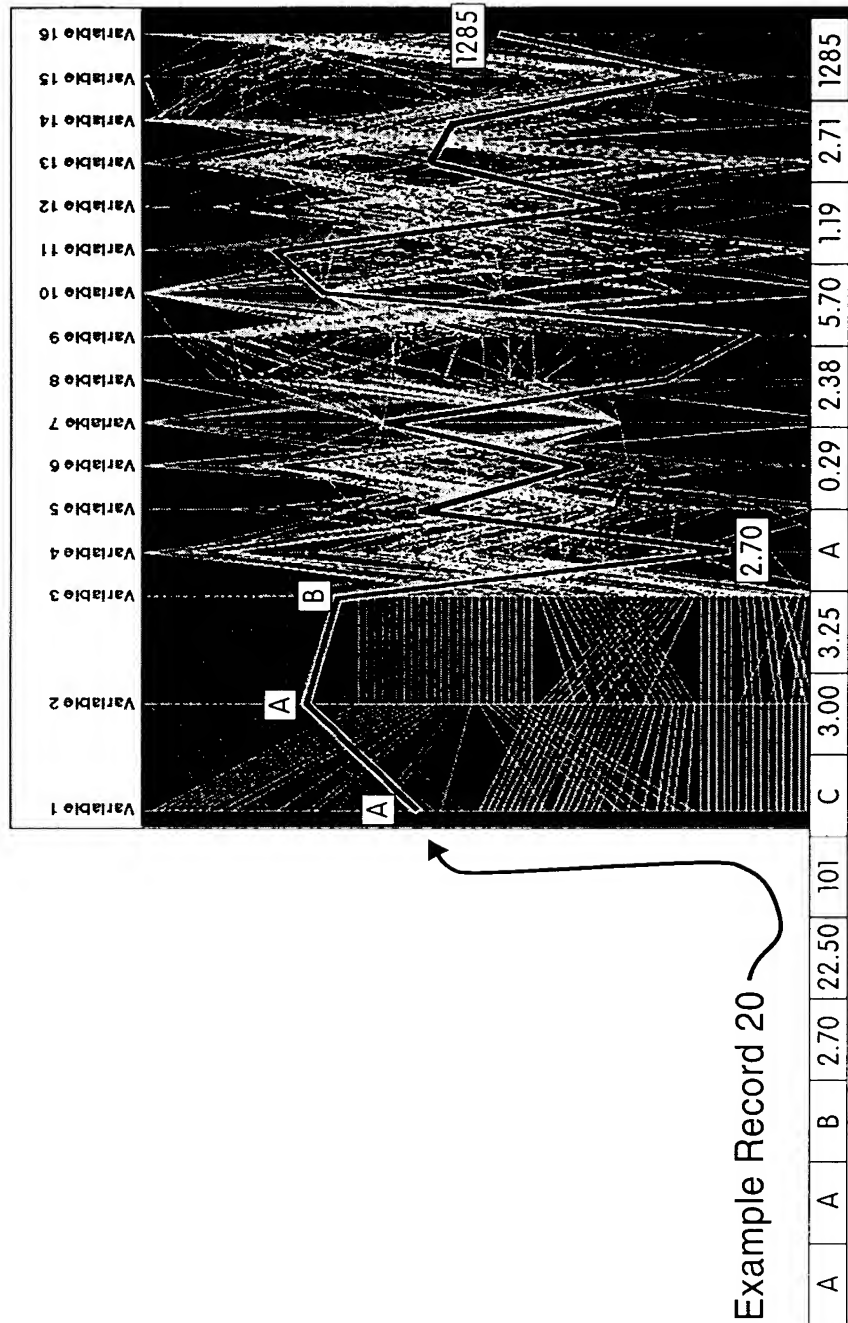 Variable 1
Variable 2
Variable 3
Variable 4
Variable 5
Variable 6
Variable 7
Variable 8
Variable 9
Variable 10
Variable 11
Variable 12
Variable 13
Variable 14
Variable 15
Variable 16
A
A
B
2.70
1285
Example Record 20
A A B 2.70 22.50 101 C 3.00 3.25 A 0.29 2.38 5.70 1.19 2.71 1285